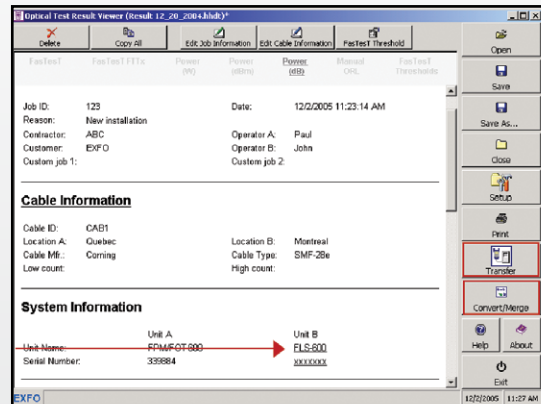 Optical Test Result Viewer (Result 12_20_2004.bhdt)*
Delete Copy All Edit Job Information Edit Cable Information FasTesT Threshold
FasTesT FasTesT FTTx Power (W) Power (dBm) Power (dB) Manual ORL FasTesT Thresholds
Job ID: 123 Date: 12/2/2005 11:23:14 AM
Reason: New installation
Contractor: ABC Operator A: Paul
Customer: EXFO Operator B: John
Custom job 1: Custom job 2:
Cable Information
Cable ID: CAB1
Location A: Quebec Location B: Montreal
Cable Mfr.: Corning Cable Type: SMF-28e
Low count: High count:
System Information
Unit A Unit B
Unit Name: FPM/FOT-600 FLS-600
Serial Number: 339884 xxxxxxx
Open
Save
Save As...
Close
Setup
Print
Transfer
Convert/Merge
Help About
Exit
EXFO 12/2/2005 11:27 AM